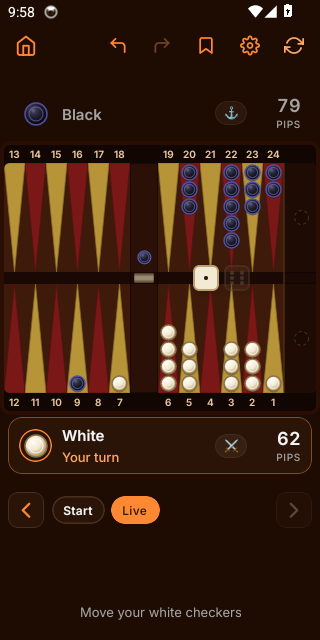 9:58
Black
79
PIPS
13 14 15 16 17 18 19 20 21 22 23 24
12 11 10 9 8 7 6 5 4 3 2 1
White
Your turn
62
PIPS
Start
Live
Move your white checkers